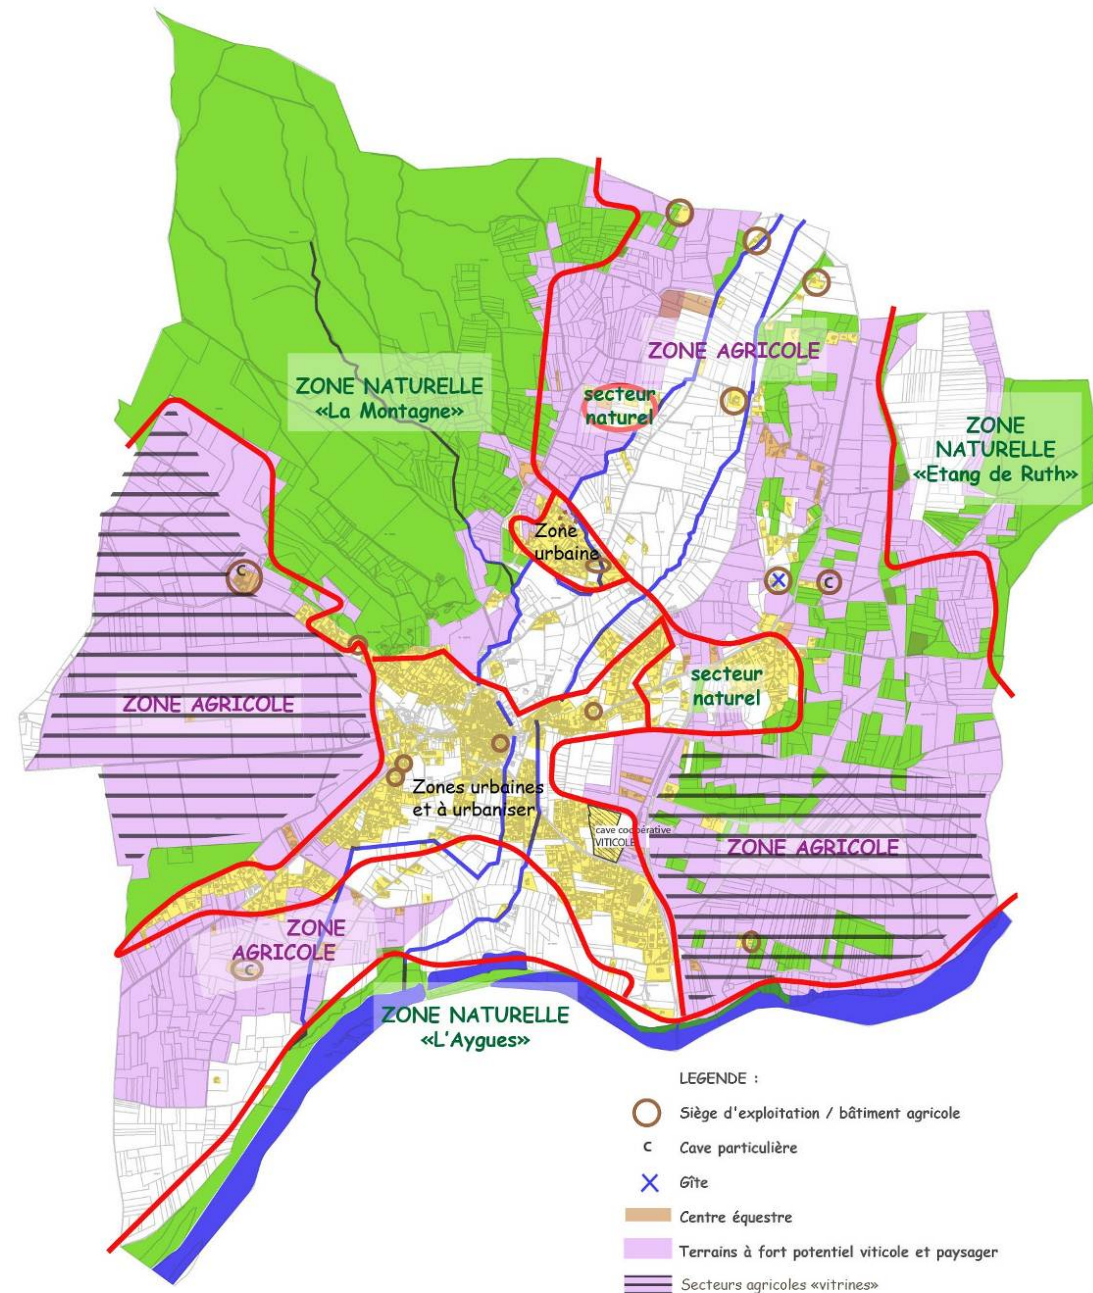 ZONE AGRICOLE
ZONE NATURELLE
«La Montagne»
secteur
naturel
ZONE
NATURELLE
«Etang de Ruth»
Zone
urbaine
C
C
secteur
naturel
ZONE AGRICOLE
Zones urbaines
et à urbaniser
cave coopérative
VITICOLE
ZONE AGRICOLE
ZONE
AGRICOLE
C
ZONE NATURELLE
«L'Aygues»
LEGENDE :
Siège d'exploitation / bâtiment agricole
C Cave particulière
Gîte
Centre équestre
Terrains à fort potentiel viticole et paysager
Secteurs agricoles «vitrines»